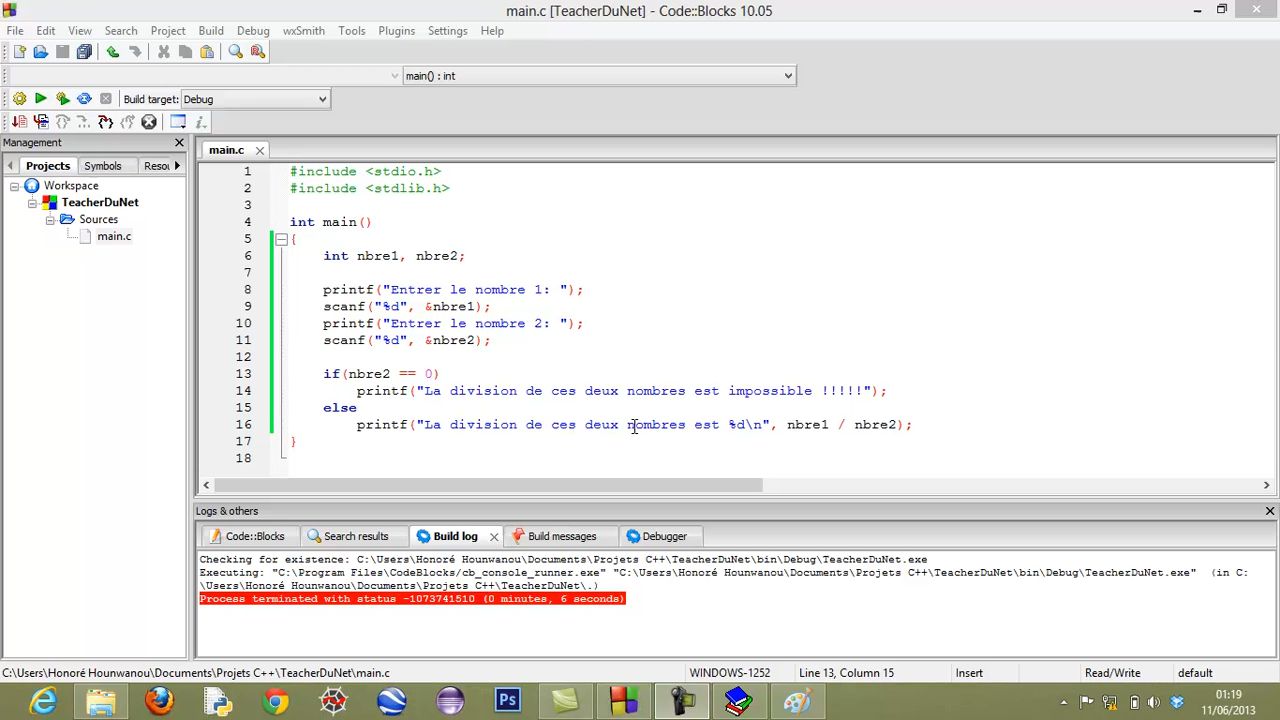 main.c [TeacherDuNet] - Code::Blocks 10.05
File Edit View Search Project Build Debug wxSmith Tools Plugins Settings Help
main() : int
Build target: Debug
Management
main.c
Projects Symbols Resou
Workspace
TeacherDuNet
Sources
main.c
1 #include <stdio.h>
2 #include <stdlib.h>
3
4 int main()
5 {
6 int nbre1, nbre2;
7
8 printf("Entrer le nombre 1: ");
9 scanf("%d", &nbre1);
10 printf("Entrer le nombre 2: ");
11 scanf("%d", &nbre2);
12
13 if(nbre2 == 0)
14 printf("La division de ces deux nombres est impossible !!!!!");
15 else
16 printf("La division de ces deux nombres est %d\n", nbre1 / nbre2);
17 }
18
Logs & others
Code::Blocks Search results Build log Build messages Debugger
Checking for existence: C:\Users\Honoré Hounwanou\Documents\Projets C++\TeacherDuNet\bin\Debug\TeacherDuNet.exe
Executing: "C:\Program Files\CodeBlocks/cb_console_runner.exe" "C:\Users\Honoré Hounwanou\Documents\Projets C++\TeacherDuNet\bin\Debug\TeacherDuNet.exe" (in C:
\Users\Honoré Hounwanou\Documents\Projets C++\TeacherDuNet\.)
Process terminated with status -1073741510 (0 minutes, 6 seconds)
C:\Users\Honoré Hounwanou\Documents\Projets C++\TeacherDuNet\main.c WINDOWS-1252 Line 13, Column 15 Insert Read/Write default
Ps
01:19
11/06/2013